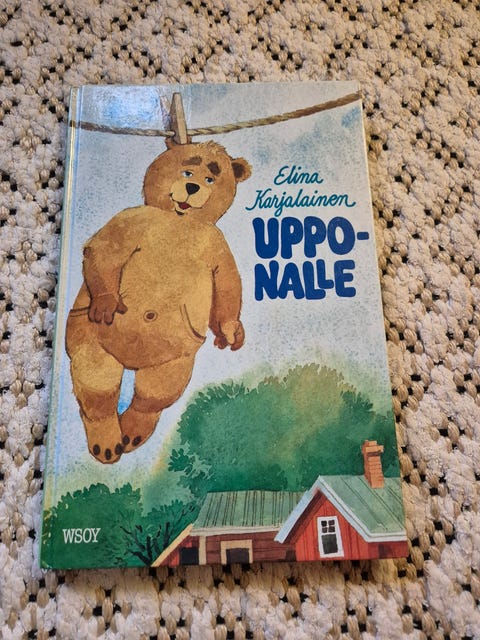 Elina
Karjalainen
UPPO-
NALLE
WSOY